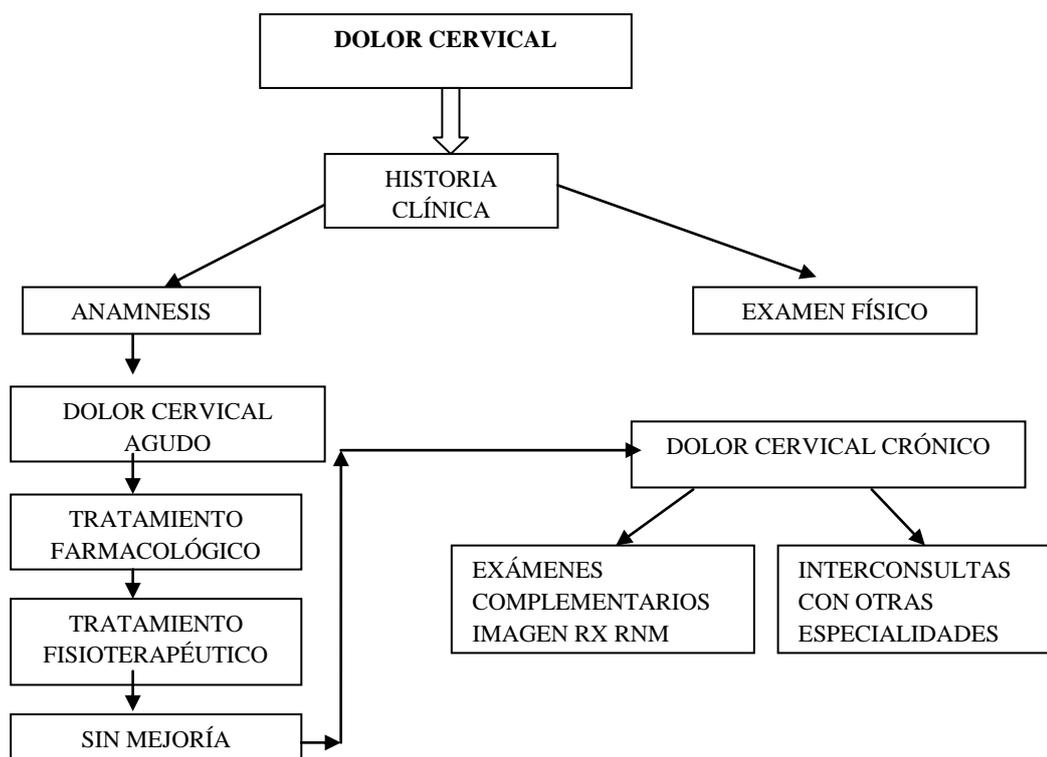 DOLOR CERVICAL
HISTORIA
CLÍNICA
ANAMNESIS
EXAMEN FÍSICO
DOLOR CERVICAL
AGUDO
DOLOR CERVICAL CRÓNICO
TRATAMIENTO
FARMACOLÓGICO
EXÁMENES
COMPLEMENTARIOS
IMAGEN RX RNM
INTERCONSULTAS
CON OTRAS
ESPECIALIDADES
TRATAMIENTO
FISIOTERAPÉUTICO
SIN MEJORÍA